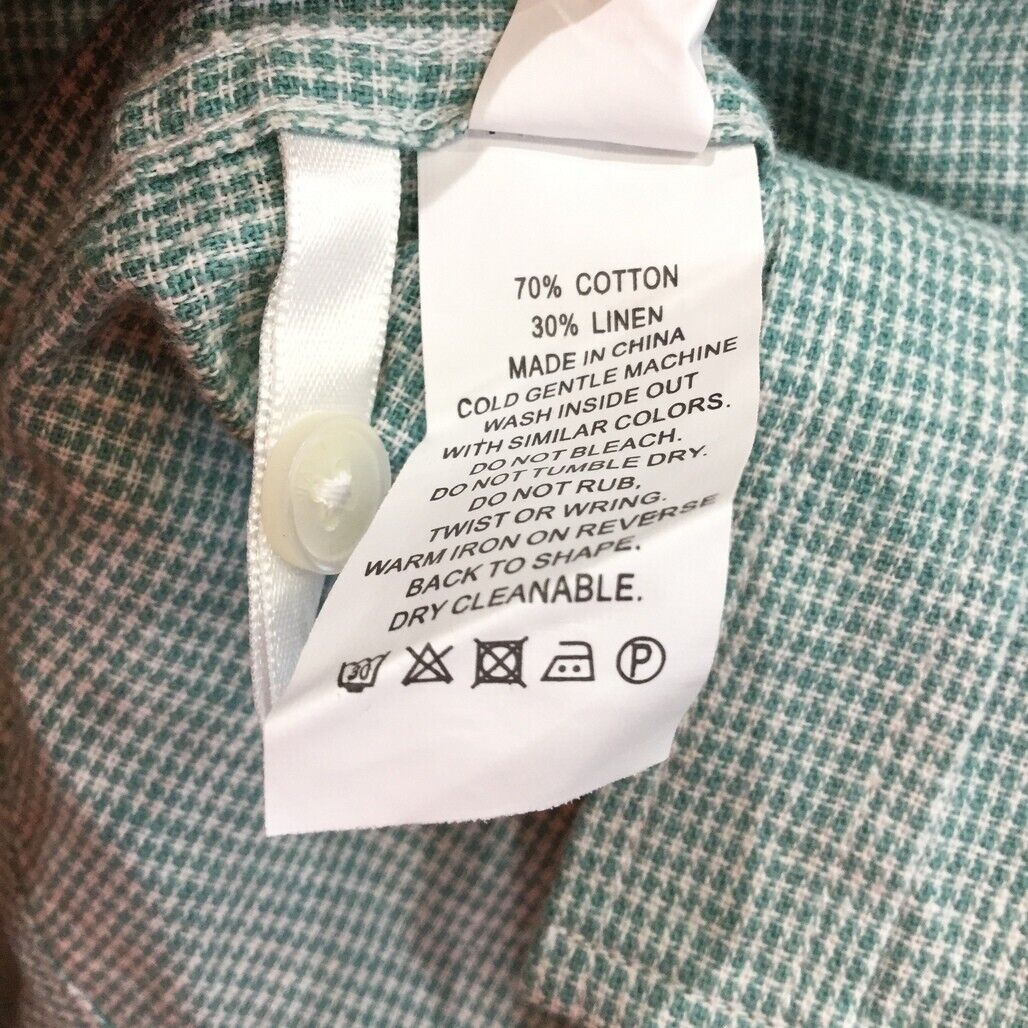 70% COTTON
30% LINEN
MADE IN CHINA
COLD GENTLE MACHINE
WASH INSIDE OUT
WITH SIMILAR COLORS.
DO NOT BLEACH.
DO NOT TUMBLE DRY.
DO NOT RUB,
TWIST OR WRING.
WARM IRON ON REVERSE
BACK TO SHAPE.
DRY CLEANABLE.
30 P